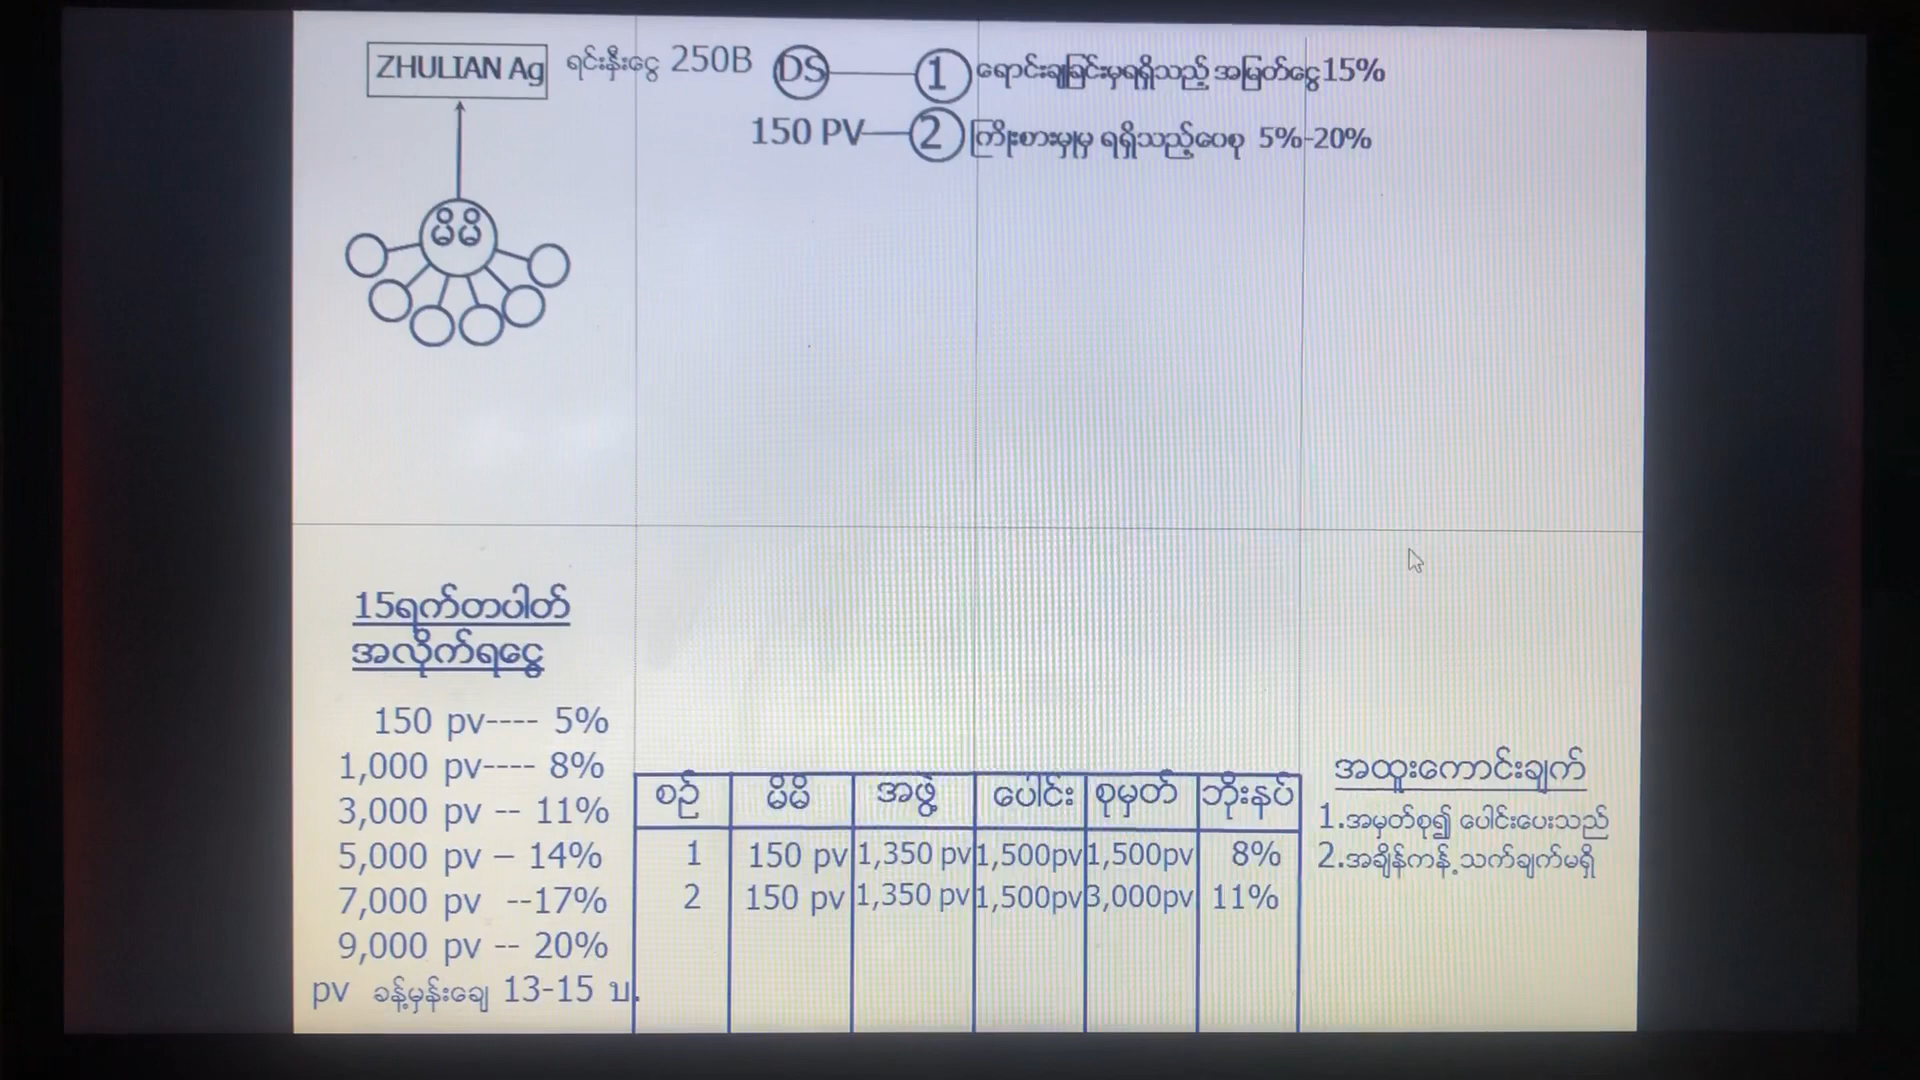 ZHULIAN Ag ရင်းနှီးငွေ 250B DS 1 ရောင်းချခြင်းမှရရှိသည့် အမြတ်ငွေ 15%
150 PV 2 ကြိုးစားမှုမှ ရရှိသည့်ဝေစု 5%-20%
မိမိ
15ရက်တပါတ်
အလိုက်ရငွေ
150 pv---- 5%
1,000 pv---- 8%
3,000 pv -- 11%
5,000 pv – 14%
7,000 pv --17%
9,000 pv -- 20%
pv ခန့်မှန်းချေ 13-15 บ.
စဉ် မိမိ အဖွဲ့ ပေါင်း စုမှတ် ဘိုးနပ်
1 150 pv 1,350 pv 1,500pv 1,500pv 8%
2 150 pv 1,350 pv 1,500pv 3,000pv 11%
အထူးကောင်းချက်
1.အမှတ်စု၍ ပေါင်းပေးသည်
2.အချိန်ကန့်သက်ချက်မရှိ